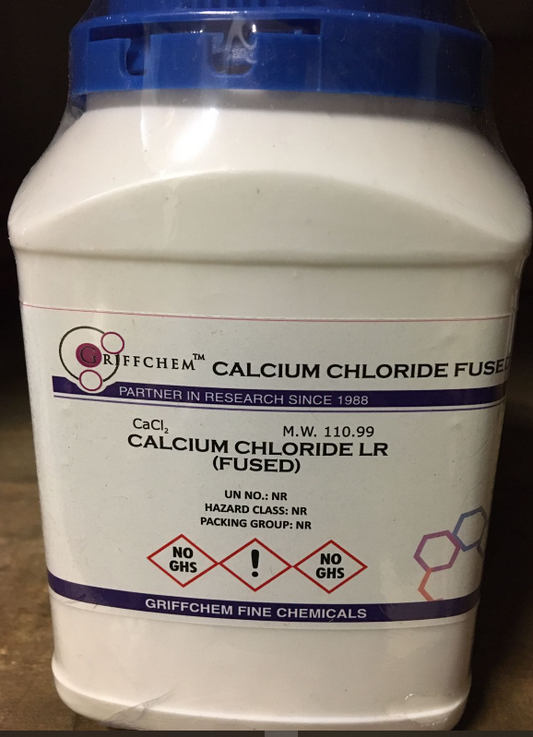 GRIFFCHEM™ CALCIUM CHLORIDE FUSED
PARTNER IN RESEARCH SINCE 1988
CaCl₂ M.W. 110.99
CALCIUM CHLORIDE LR
(FUSED)
UN NO.: NR
HAZARD CLASS: NR
PACKING GROUP: NR
NO GHS ! NO GHS
GRIFFCHEM FINE CHEMICALS